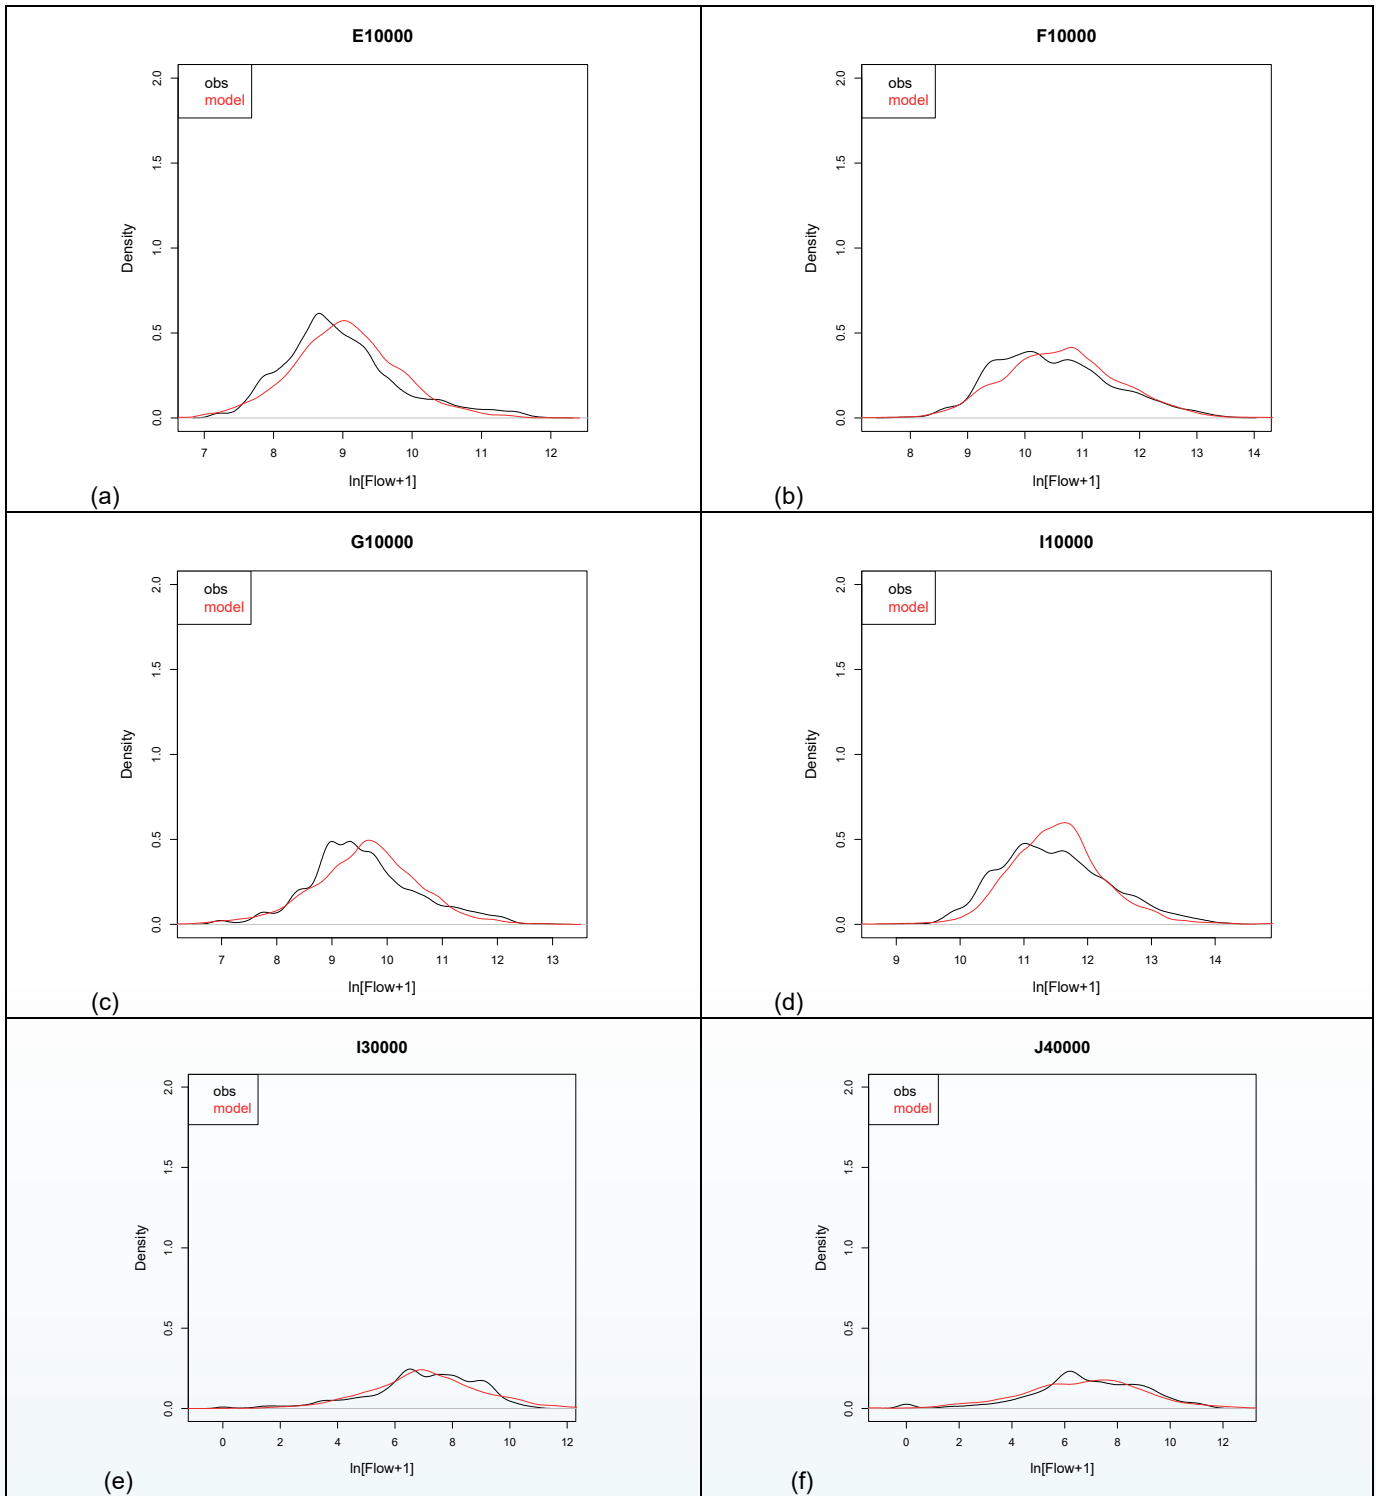 E10000
obs
model
2.0
1.5
1.0
0.5
0.0
Density
7 8 9 10 11 12
ln[Flow+1]
(a)
F10000
obs
model
2.0
1.5
1.0
0.5
0.0
Density
8 9 10 11 12 13 14
ln[Flow+1]
(b)
G10000
obs
model
2.0
1.5
1.0
0.5
0.0
Density
7 8 9 10 11 12 13
ln[Flow+1]
(c)
I10000
obs
model
2.0
1.5
1.0
0.5
0.0
Density
9 10 11 12 13 14
ln[Flow+1]
(d)
I30000
obs
model
2.0
1.5
1.0
0.5
0.0
Density
0 2 4 6 8 10 12
ln[Flow+1]
(e)
J40000
obs
model
2.0
1.5
1.0
0.5
0.0
Density
0 2 4 6 8 10 12
ln[Flow+1]
(f)